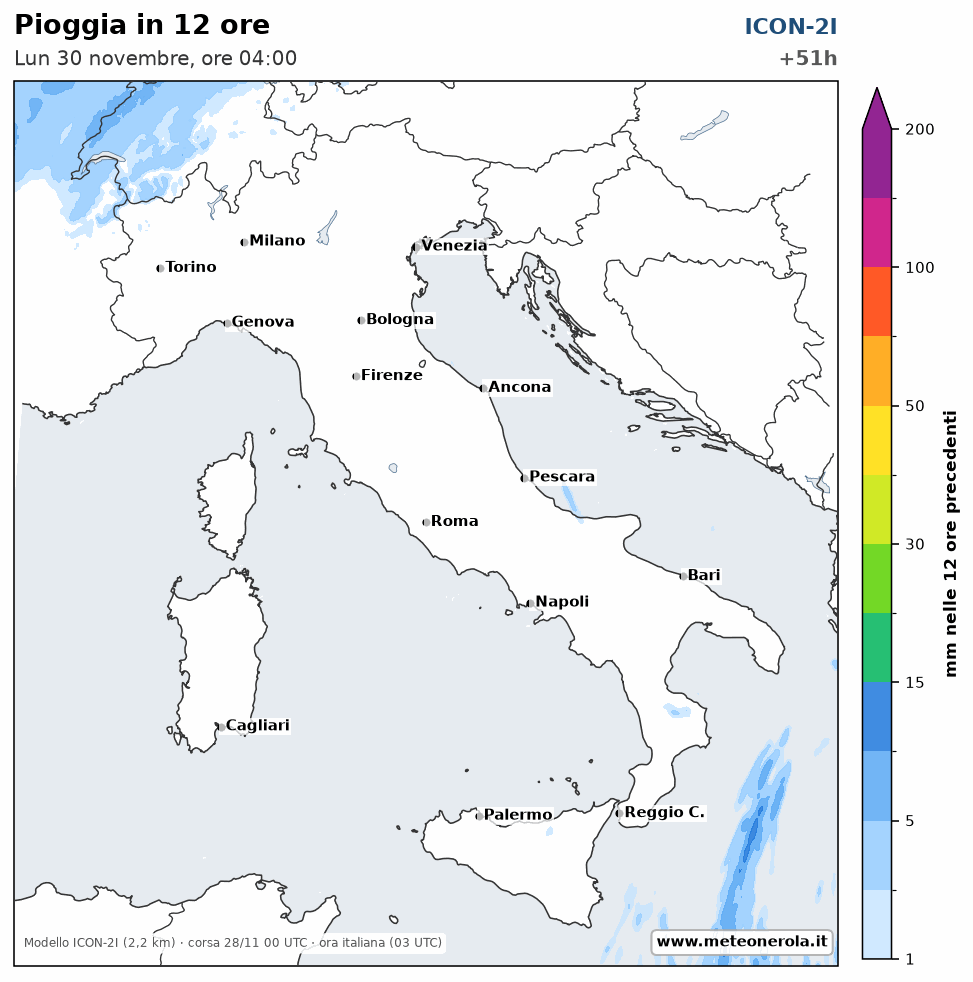 Pioggia in 12 ore
ICON-2I
Lun 30 novembre, ore 04:00
+51h
Milano
Venezia
Torino
Genova
Bologna
Firenze
Ancona
Pescara
Roma
Bari
Napoli
Cagliari
Palermo
Reggio C.
200
100
50
30
15
5
1
mm nelle 12 ore precedenti
Modello ICON-2I (2,2 km) · corsa 28/11 00 UTC · ora italiana (03 UTC)
www.meteonerola.it